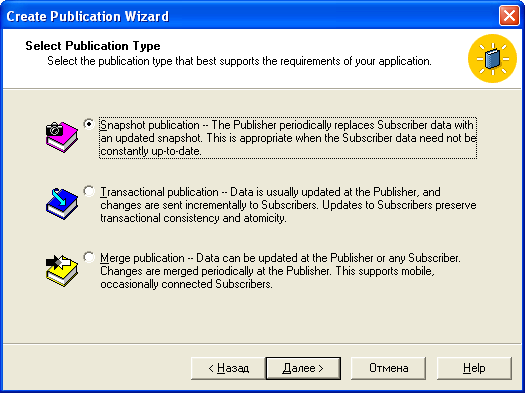 Create Publication Wizard
Select Publication Type
Select the publication type that best supports the requirements of your application.
Snapshot publication -- The Publisher periodically replaces Subscriber data with
an updated snapshot. This is appropriate when the Subscriber data need not be
constantly up-to-date.
Transactional publication -- Data is usually updated at the Publisher, and
changes are sent incrementally to Subscribers. Updates to Subscribers preserve
transactional consistency and atomicity.
Merge publication -- Data can be updated at the Publisher or any Subscriber.
Changes are merged periodically at the Publisher. This supports mobile,
occasionally connected Subscribers.
< Назад Далее > Отмена Help